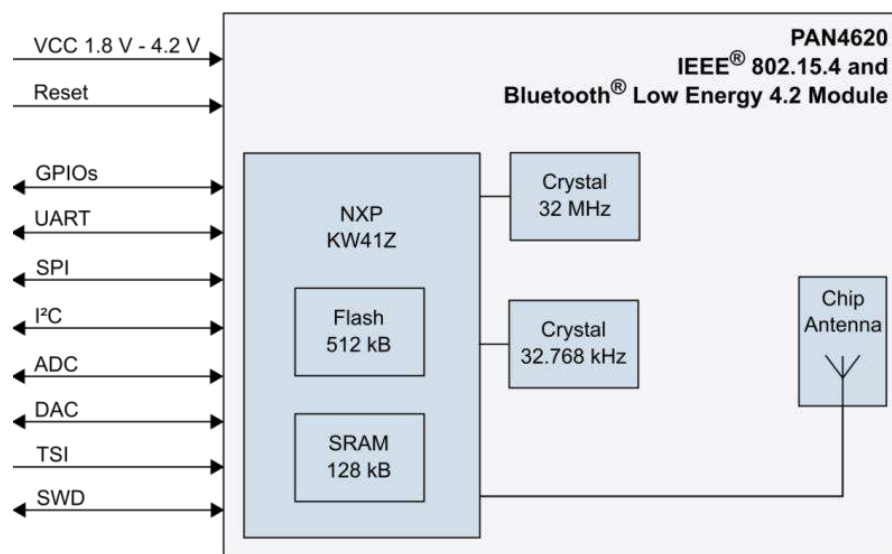 VCC 1.8 V - 4.2 V
Reset
GPIOs
UART
SPI
I²C
ADC
DAC
TSI
SWD
PAN4620
IEEE® 802.15.4 and
Bluetooth® Low Energy 4.2 Module
NXP
KW41Z
Flash
512 kB
SRAM
128 kB
Crystal
32 MHz
Crystal
32.768 kHz
Chip
Antenna